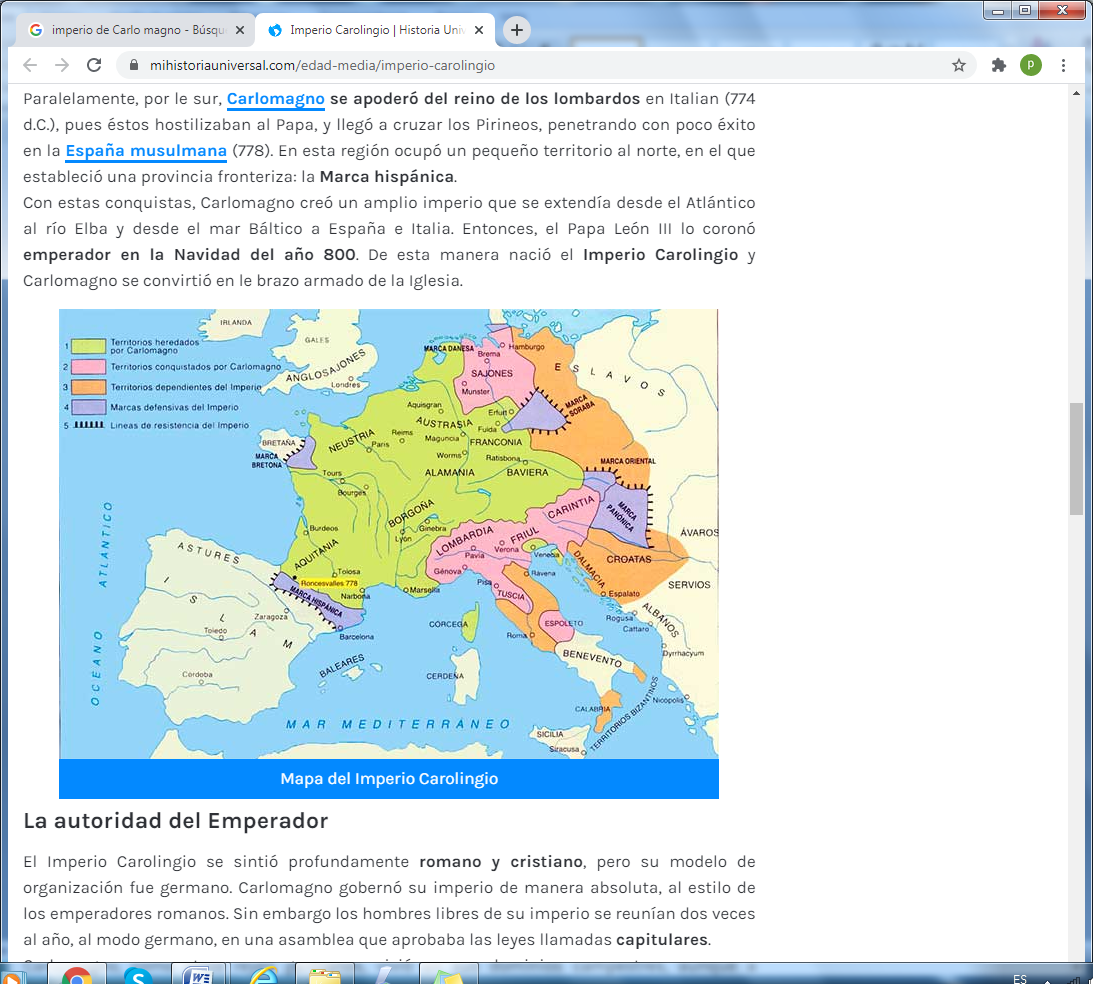 imperio de Carlo magno - Búsqu
Imperio Carolingio | Historia Univ
mihistoriauniversal.com/edad-media/imperio-carolingio
P
Paralelamente, por le sur, Carlomagno se apoderó del reino de los lombardos en Italian (774
d.C.), pues éstos hostilizaban al Papa, y llegó a cruzar los Pirineos, penetrando con poco éxito
en la España musulmana (778). En esta región ocupó un pequeño territorio al norte, en el que
estableció una provincia fronteriza: la Marca hispánica.
Con estas conquistas, Carlomagno creó un amplio imperio que se extendía desde el Atlántico
al río Elba y desde el mar Báltico a España e Italia. Entonces, el Papa León III lo coronó
emperador en la Navidad del año 800. De esta manera nació el Imperio Carolingio y
Carlomagno se convirtió en le brazo armado de la Iglesia.
1 Territorios heredados
por Carlomagno
2 Territorios conquistados por Carlomagno
3 Territorios dependientes del Imperio
4 Marcas defensivas del Imperio
5 Líneas de resistencia del Imperio
IRLANDA
GALES
ANGLOSAJONES
Londres
MARCA DANESA
Hamburgo
Brema
SAJONES
Munster
ESLAVOS
Aquisgran
Erfurt
MARCA
SORABA
AUSTRASIA
Fulda
NEUSTRIA
Reims
Maguncia
FRANCONIA
BRETAÑA
Paris
Worms
Ratisbona
MARCA ORIENTAL
MARCA
BRETONA
Tours
ALAMANIA
BAVIERA
Bourges
BORGOÑA
CARINTIA
MARCA
PANÓNICA
Burdeos
Ginebra
Lyon
LOMBARDIA
FRIUL
ÁVAROS
Verona
Pavia
Venecia
CROATAS
OCEANO ATLANTICO
ASTURES
AQUITANIA
Tolosa
Génova
DALMACIA
Roncesvalles 778
Ravena
SERVIOS
MARCA HISPÁNICA
Narbona
Marsella
Pisa
TUSCIA
Espalato
ISLAM
Zaragoza
ALBANOS
Toledo
Barcelona
CÓRCEGA
Roma
ESPOLETO
Rogusa
Cattaro
BALEARES
BENEVENTO
Dyrrhacyum
Córdoba
CERDEÑA
Nicópolis
CALABRIA
TERRITORIOS BIZANTINOS
MAR MEDITERRÁNEO
SICILIA
Siracusa
Mapa del Imperio Carolingio
La autoridad del Emperador
El Imperio Carolingio se sintió profundamente romano y cristiano, pero su modelo de
organización fue germano. Carlomagno gobernó su imperio de manera absoluta, al estilo de
los emperadores romanos. Sin embargo los hombres libres de su imperio se reunían dos veces
al año, al modo germano, en una asamblea que aprobaba las leyes llamadas capitulares.
ES